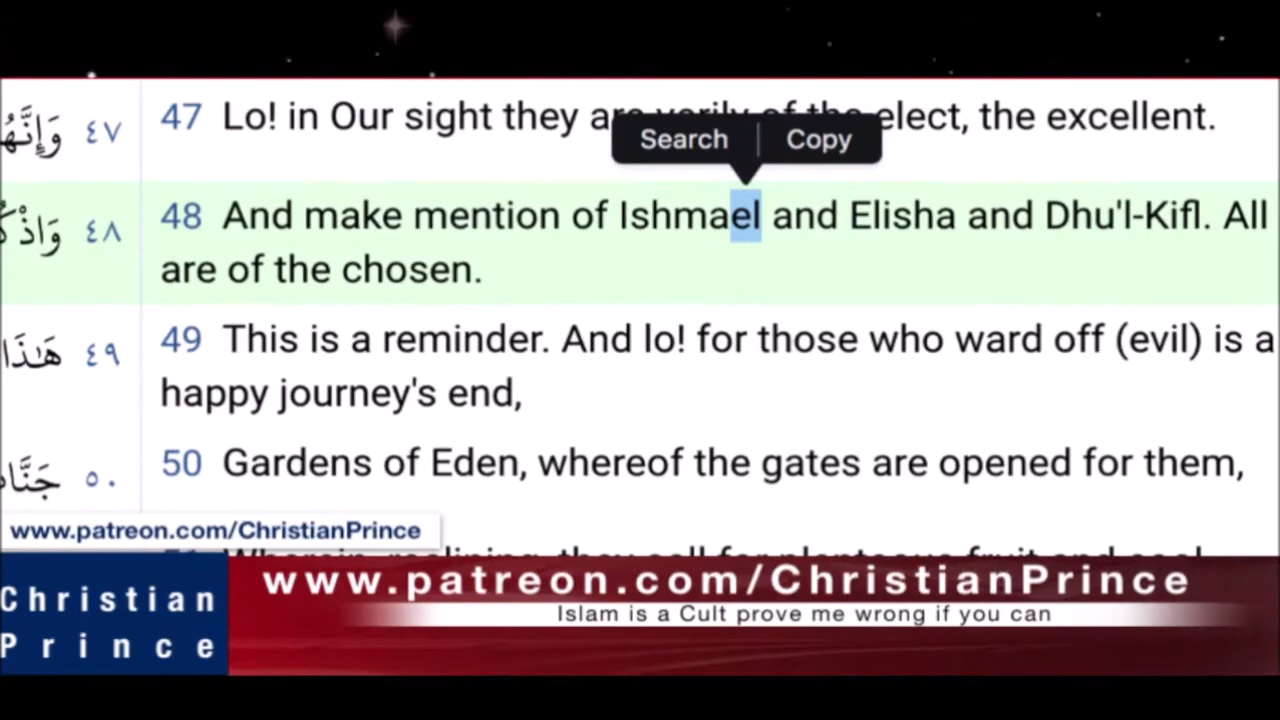 ٤٧
47 Lo! in Our sight they are verily of the elect, the excellent.
Search Copy
٤٨
48 And make mention of Ishmael and Elisha and Dhu'l-Kifl. All
are of the chosen.
هَٰذَا ٤٩
49 This is a reminder. And lo! for those who ward off (evil) is a
happy journey's end,
٥٠
50 Gardens of Eden, whereof the gates are opened for them,
www.patreon.com/ChristianPrince
Christian
Prince
www.patreon.com/ChristianPrince
Islam is a Cult prove me wrong if you can